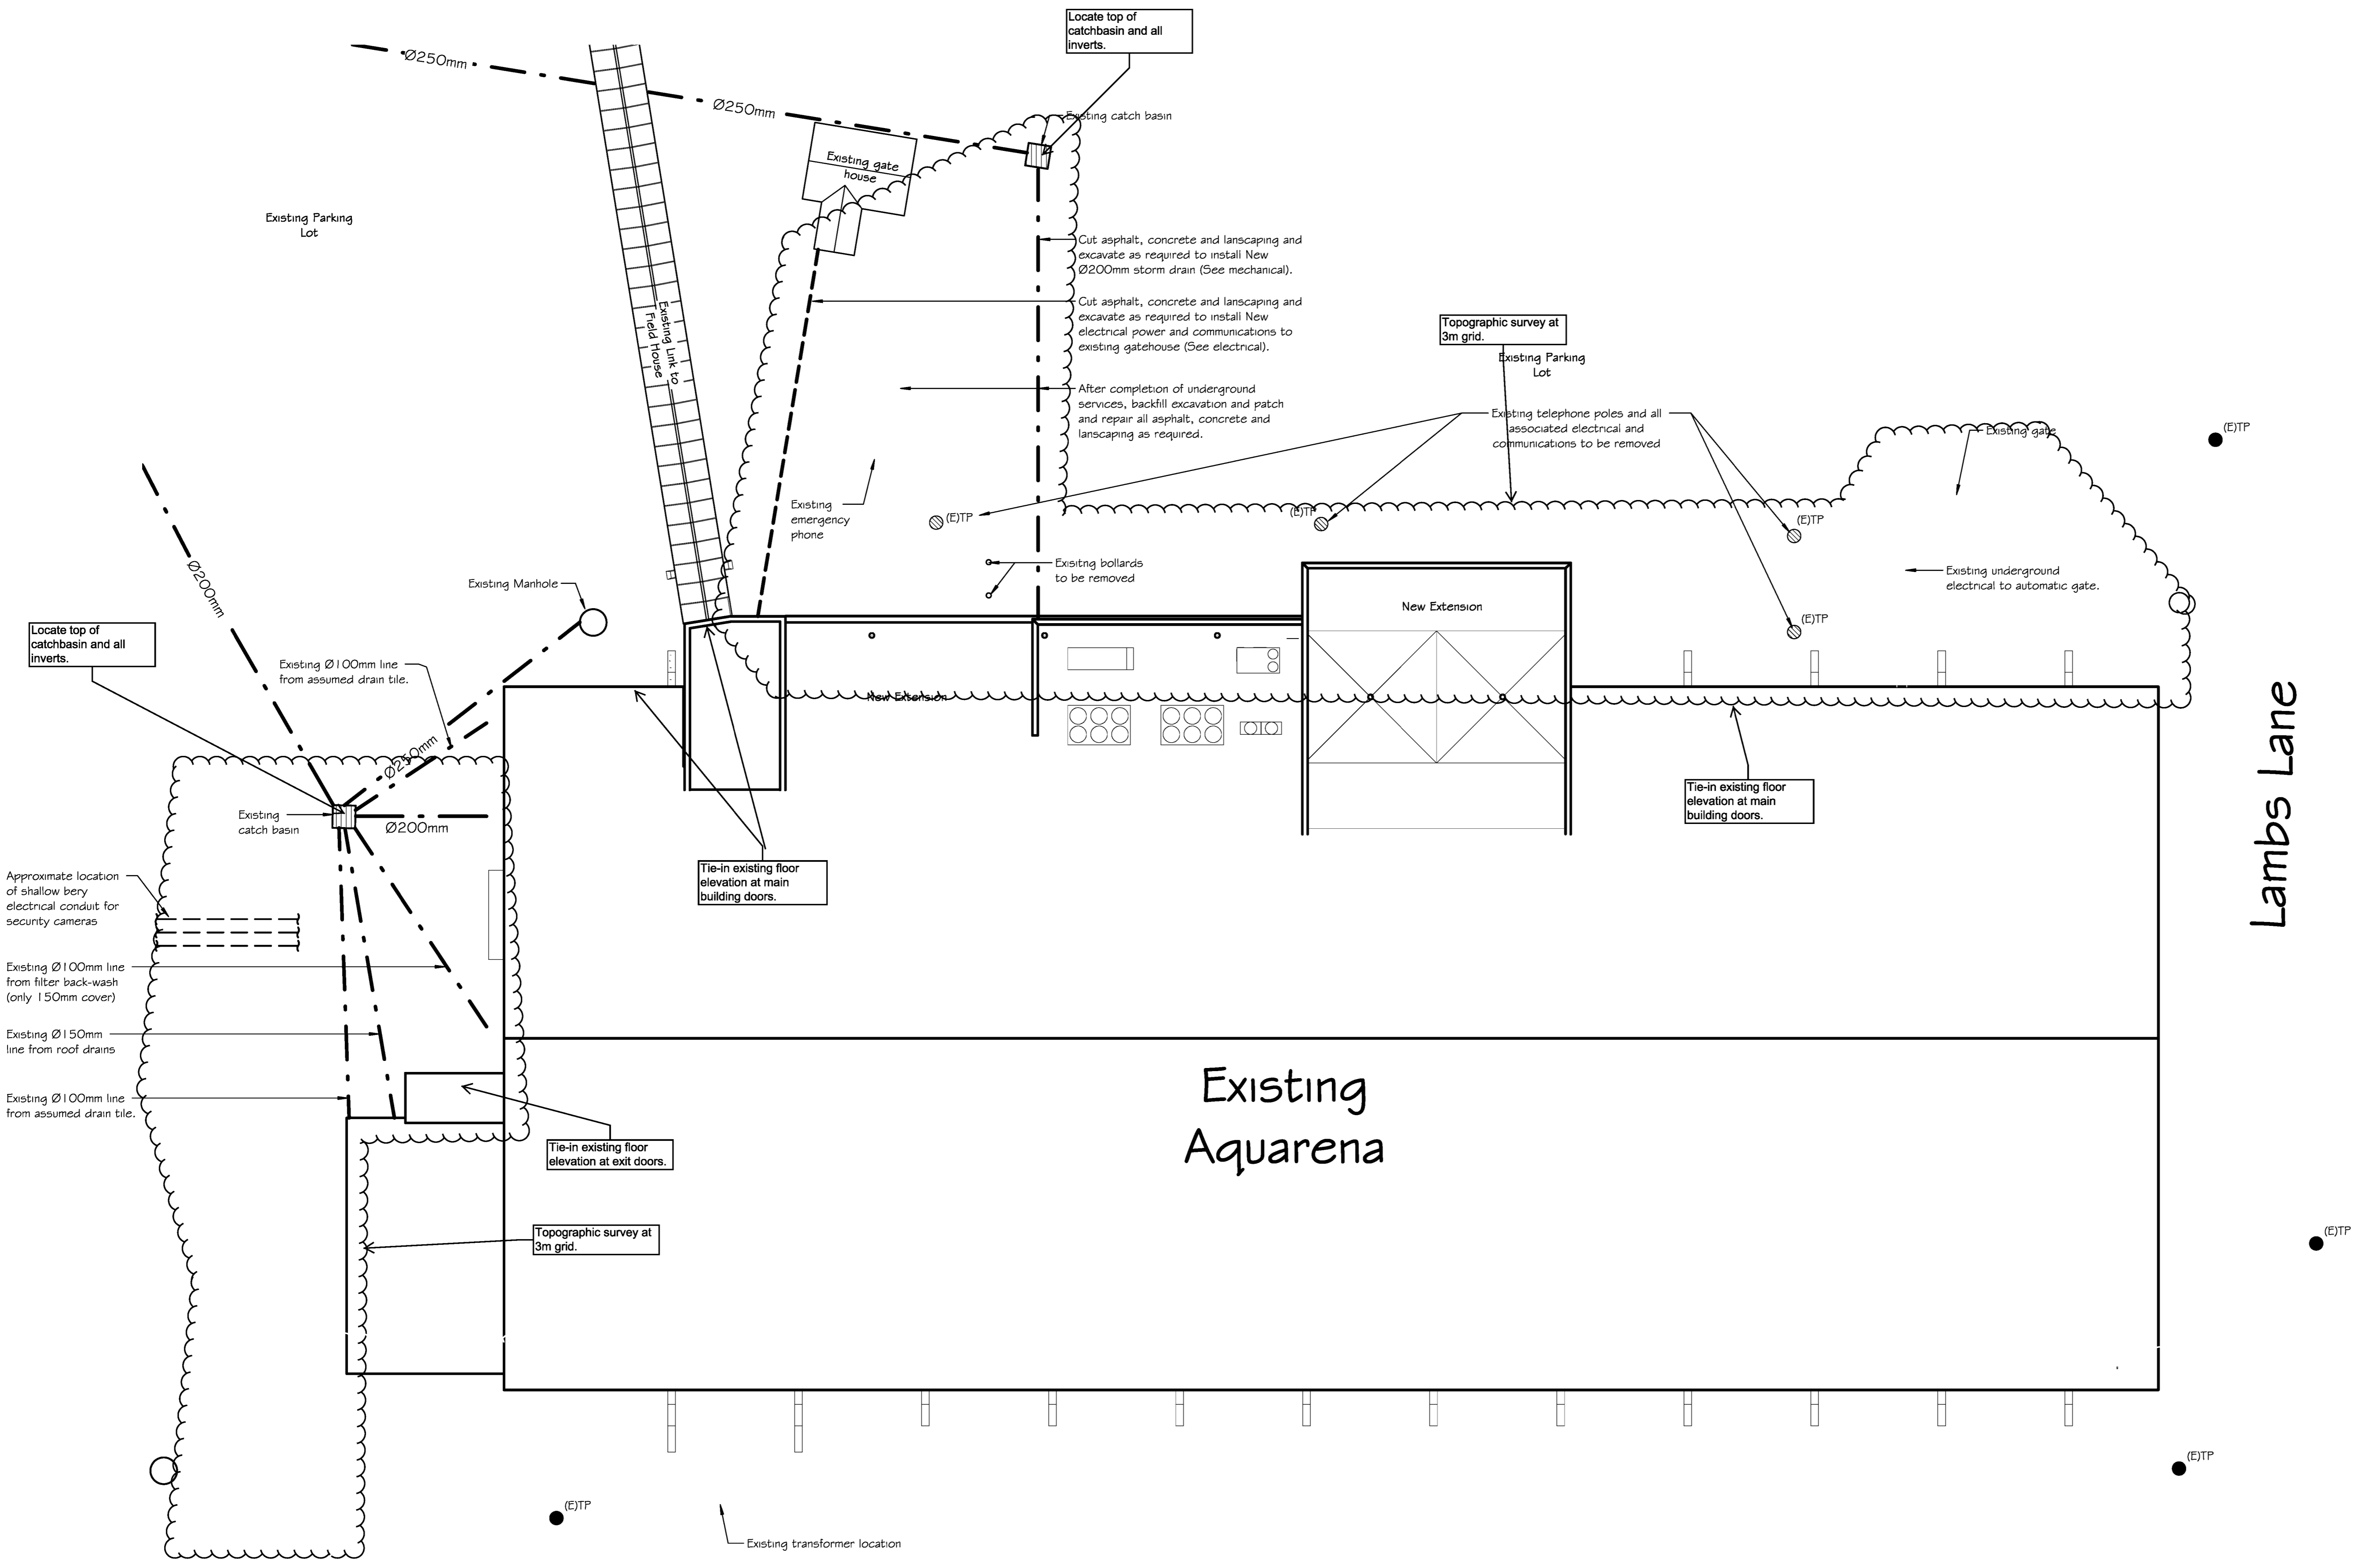 Locate top of
catchbasin and all
inverts.
Ø250mm
Ø250mm
Existing catch basin
Existing gate
house
Existing Parking
Lot
Cut asphalt, concrete and lanscaping and
excavate as required to install New
Ø200mm storm drain (See mechanical).
Existing Link to
Field House
Cut asphalt, concrete and lanscaping and
excavate as required to install New
electrical power and communications to
existing gatehouse (See electrical).
Topographic survey at
3m grid.
Existing Parking
Lot
After completion of underground
services, backfill excavation and patch
and repair all asphalt, concrete and
lanscaping as required.
Existing telephone poles and all
associated electrical and
communications to be removed
Existing gate
(E)TP
Existing
emergency
phone
(E)TP
(E)TP
(E)TP
Exisitng bollards
to be removed
Existing underground
electrical to automatic gate.
Ø200mm
Existing Manhole
New Extension
(E)TP
Locate top of
catchbasin and all
inverts.
Existing Ø100mm line
from assumed drain tile.
New Extension
Ø250mm
Lambs Lane
Existing
catch basin
Ø200mm
Tie-in existing floor
elevation at main
building doors.
Tie-in existing floor
elevation at main
building doors.
Approximate location
of shallow bery
electrical conduit for
security cameras
Existing Ø100mm line
from filter back-wash
(only 150mm cover)
Existing Ø150mm
line from roof drains
Existing Ø100mm line
from assumed drain tile.
Existing
Aquarena
Tie-in existing floor
elevation at exit doors.
Topographic survey at
3m grid.
(E)TP
(E)TP
(E)TP
Existing transformer location